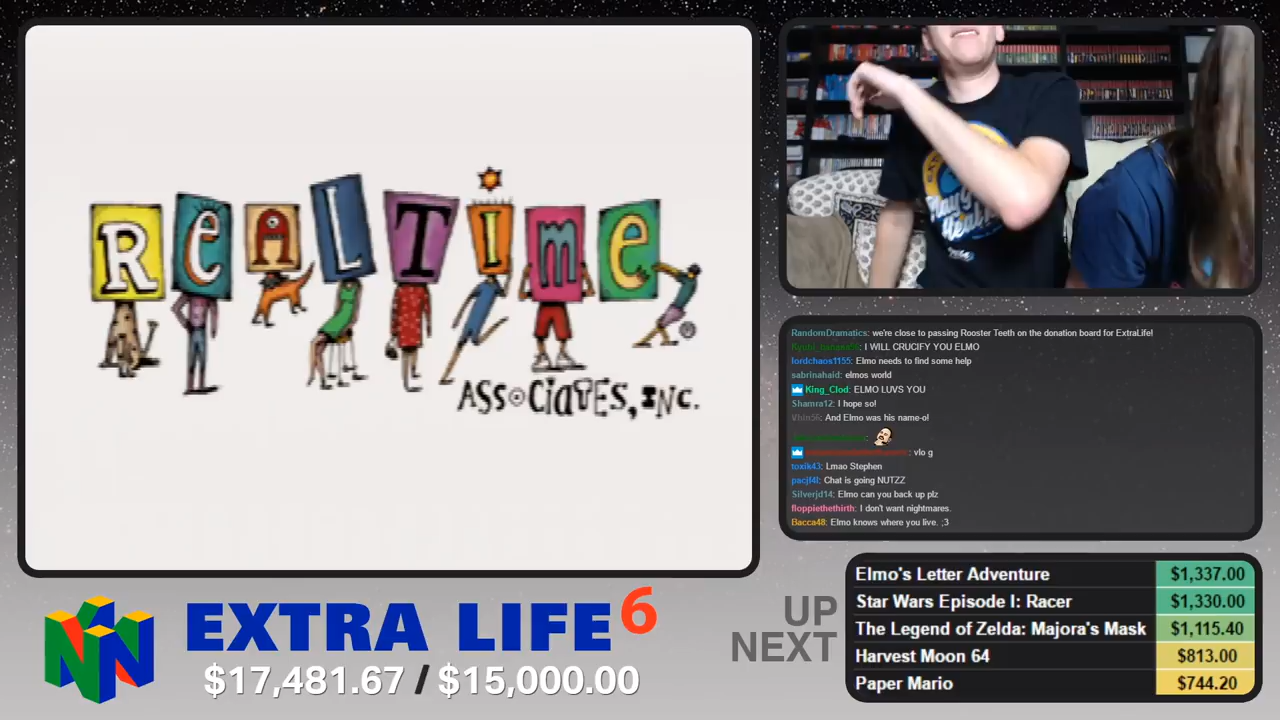 ReaLTime
ASSOCIATES, INC.
®
RandomDramatics: we're close to passing Rooster Teeth on the donation board for ExtraLife!
I WILL CRUCIFY YOU ELMO
lordchaos1155: Elmo needs to find some help
sabrinahaid: elmos world
King_Clod: ELMO LUVS YOU
Shamra12: I hope so!
And Elmo was his name-o!
: vlo g
toxik43: Lmao Stephen
pacjl4l: Chat is going NUTZZ
Silverjd14: Elmo can you back up plz
floppiethethirth: I don't want nightmares.
Bacca48: Elmo knows where you live. ;3
EXTRA LIFE 6
$17,481.67 / $15,000.00
UP
NEXT
Elmo's Letter Adventure $1,337.00
Star Wars Episode I: Racer $1,330.00
The Legend of Zelda: Majora's Mask $1,115.40
Harvest Moon 64 $813.00
Paper Mario $744.20